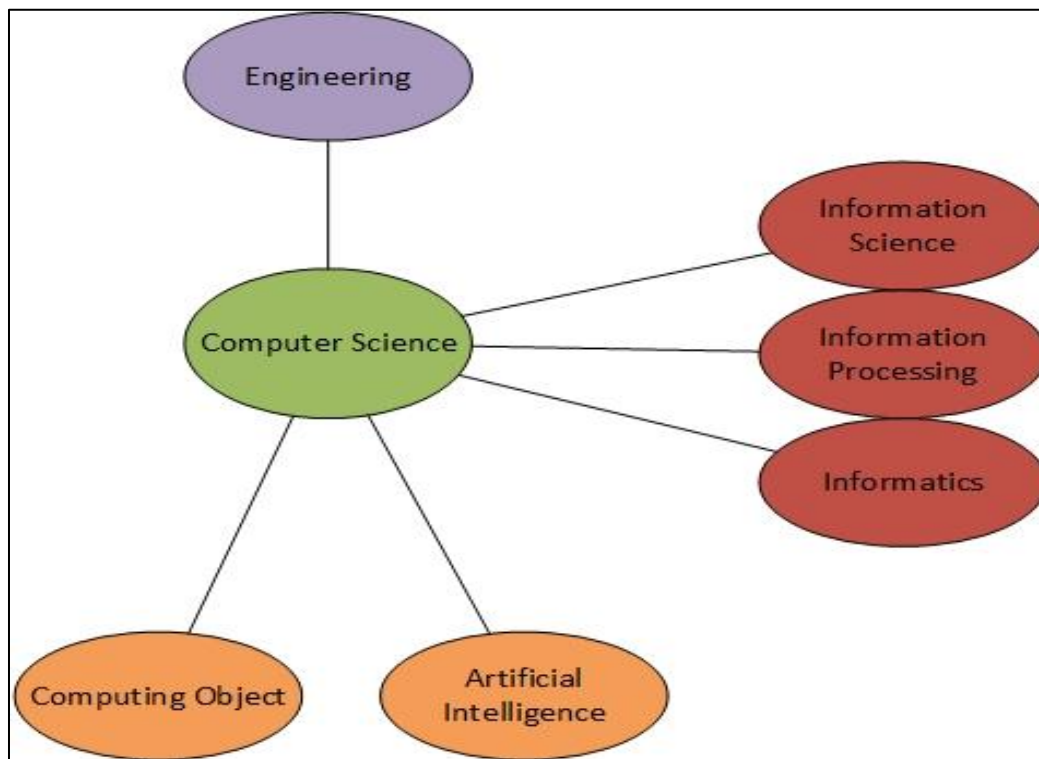 Engineering
Information
Science
Computer Science
Information
Processing
Informatics
Computing Object
Artificial
Intelligence